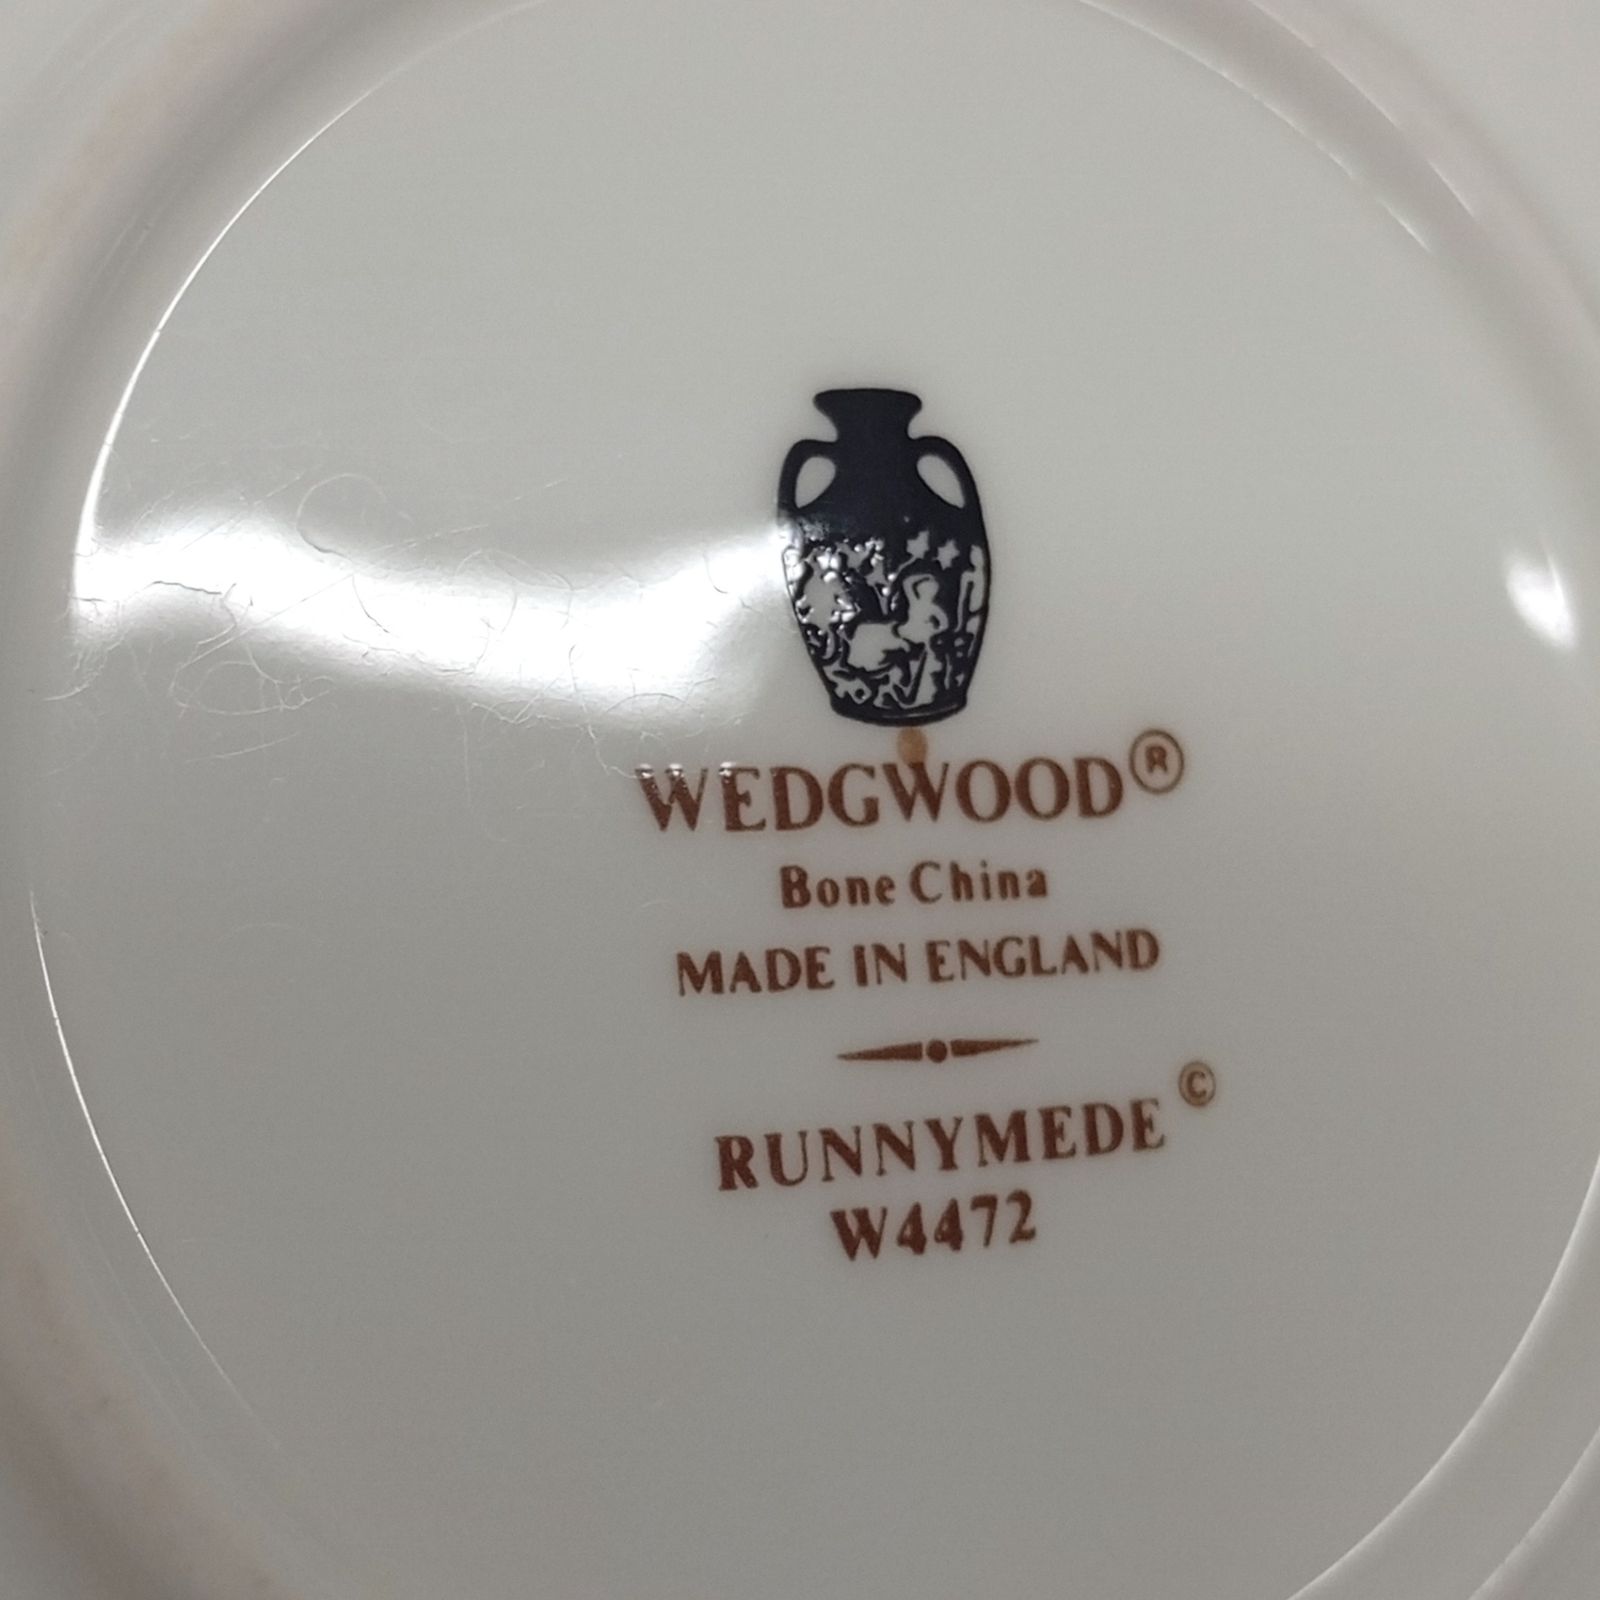 WEDGWOOD®
Bone China
MADE IN ENGLAND
RUNNYMEDE ©
W4472